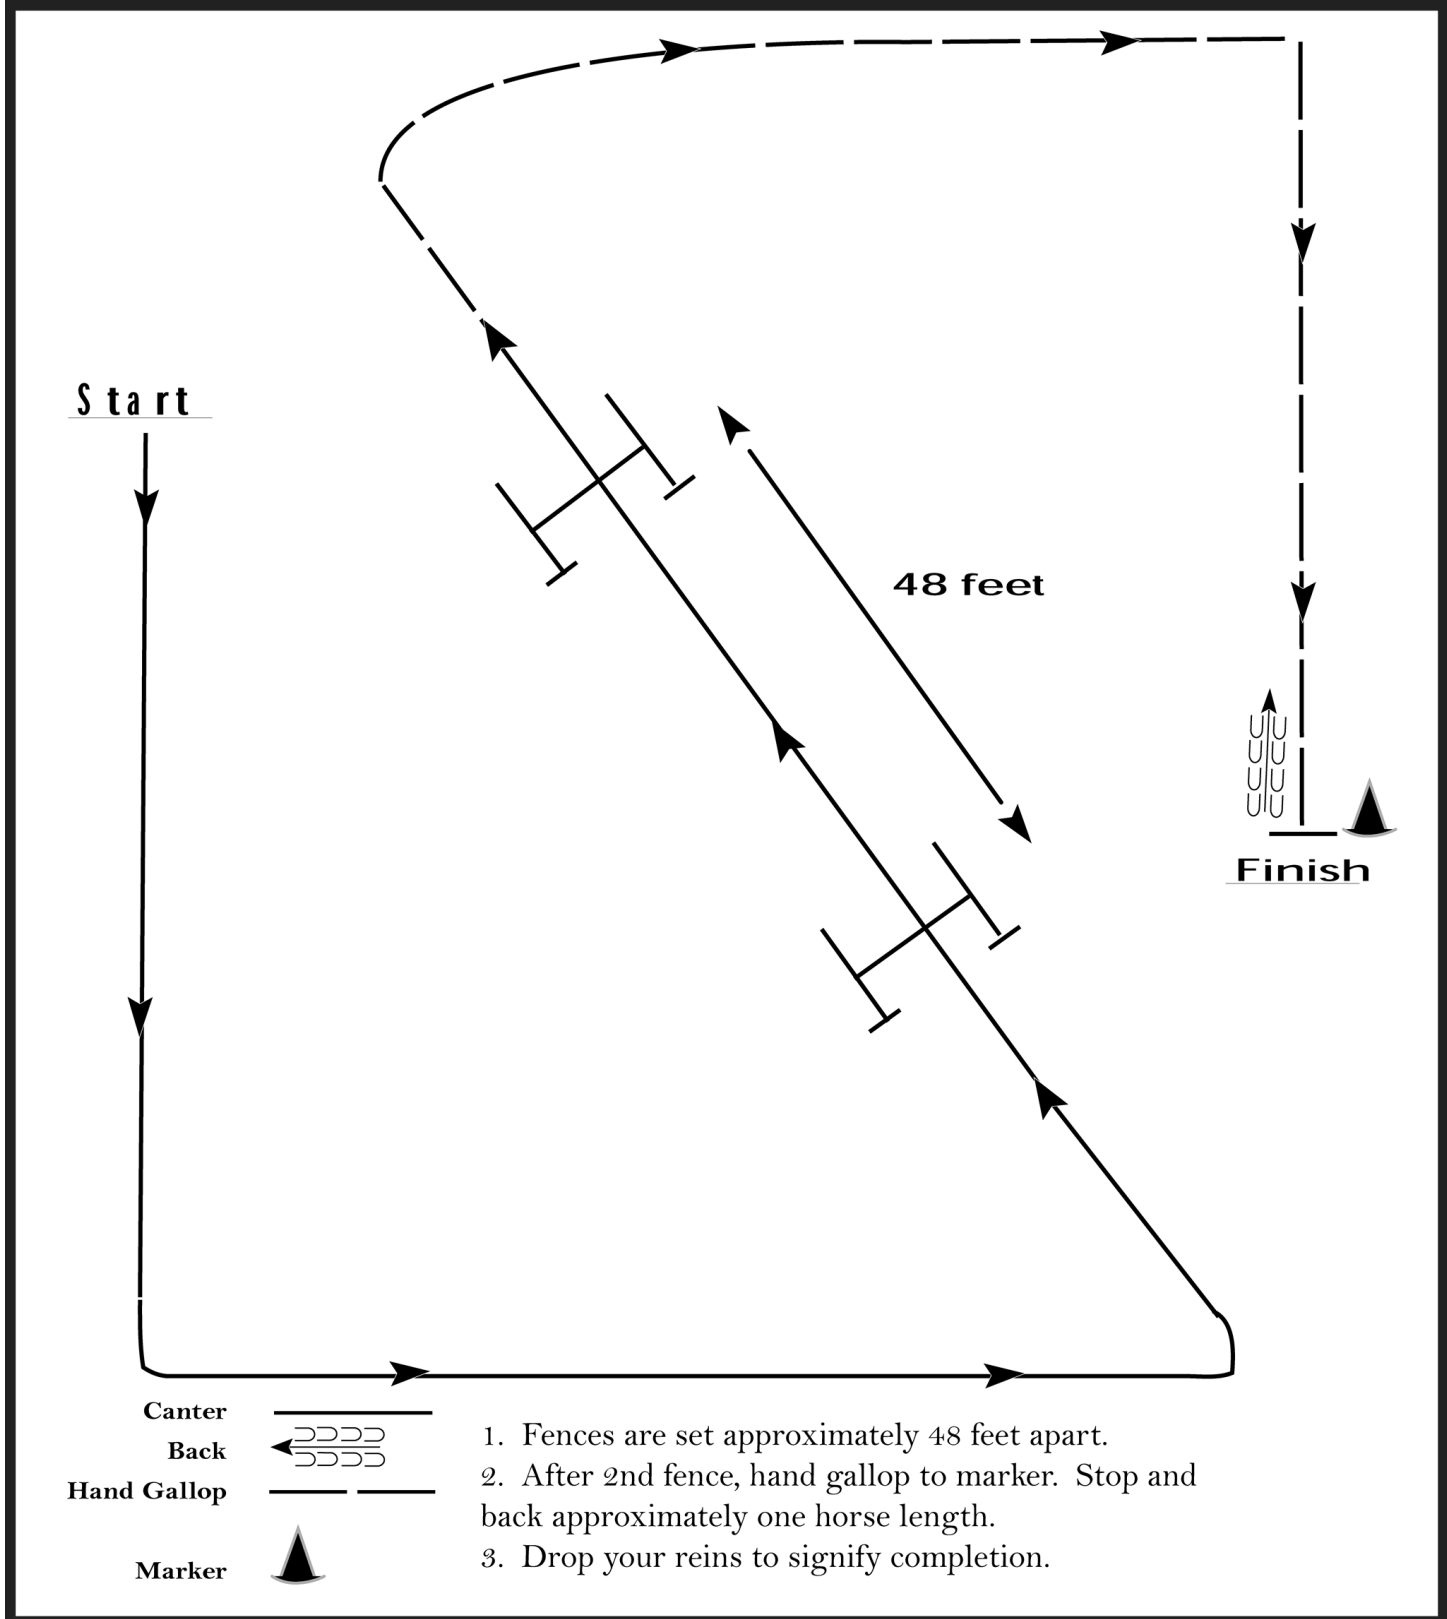 Start
48 feet
Finish
Canter
Back
Hand Gallop
Marker
1. Fences are set approximately 48 feet apart.
2. After 2nd fence, hand gallop to marker. Stop and
back approximately one horse length.
3. Drop your reins to signify completion.